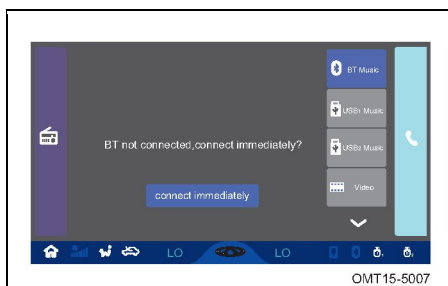 BT Music
USB1 Music
BT not connected,connect immediately?
USB2 Music
connect immediately
Video
LO
LO
OMT15-5007